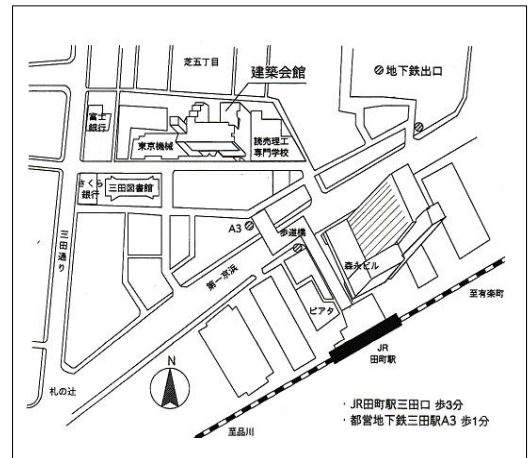 芝五丁目
建築会館
⊘地下鉄出口
富士
銀行
東京機械
読売理工
専門学校
さくら
銀行
三田図書館
三田通り
A3
歩道橋
第一京浜
森永ビル
ピアタ
至有楽町
JR
田町駅
N
札の辻
至品川
・JR田町駅三田口 歩3分
・都営地下鉄三田駅A3 歩1分